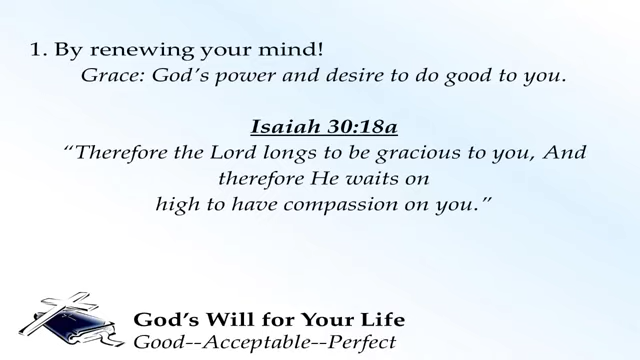 1. By renewing your mind!
Grace: God's power and desire to do good to you.
Isaiah 30:18a
“Therefore the Lord longs to be gracious to you, And
therefore He waits on
high to have compassion on you.”
God's Will for Your Life
Good--Acceptable--Perfect